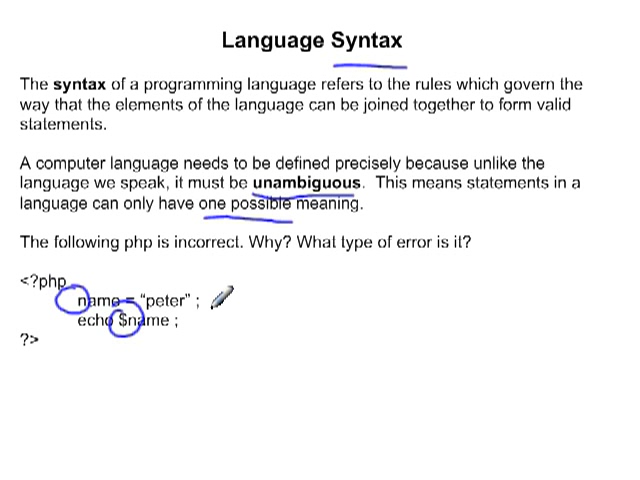 Language Syntax
The syntax of a programming language refers to the rules which govern the
way that the elements of the language can be joined together to form valid
statements.
A computer language needs to be defined precisely because unlike the
language we speak, it must be unambiguous. This means statements in a
language can only have one possible meaning.
The following php is incorrect. Why? What type of error is it?
<?php
name = “peter” ;
echo $name ;
?>